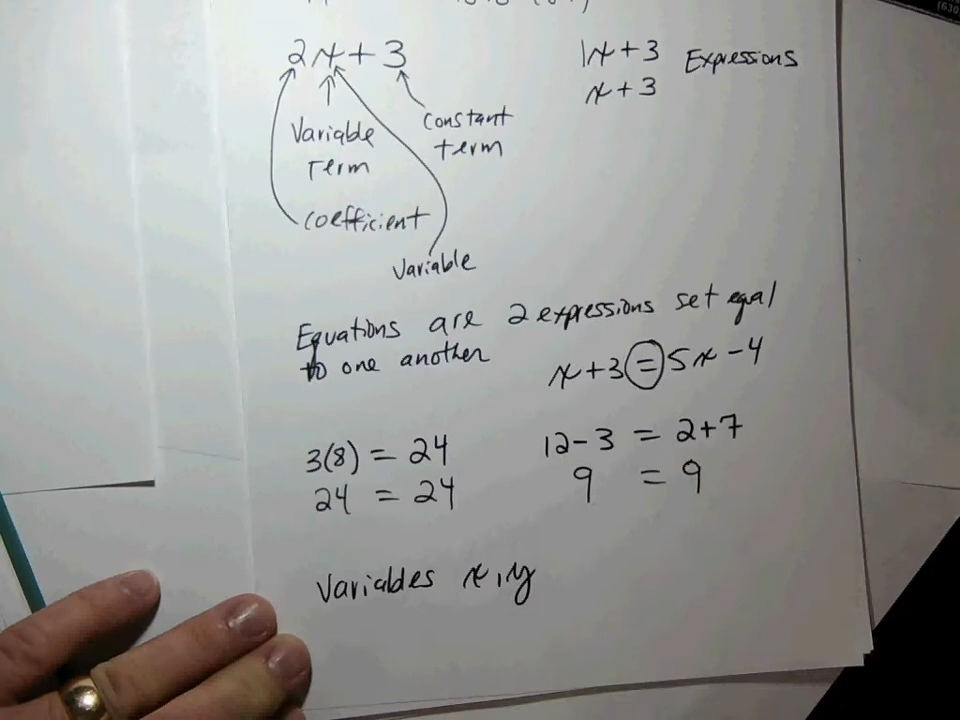 2x+3
1x+3 Expressions
x+3
Variable
Term
constant
term
coefficient
Variable
Equations are 2 expressions set equal
to one another
x+3=5x-4
3(8) = 24
24 = 24
12-3 = 2+7
9 = 9
Variables x,y